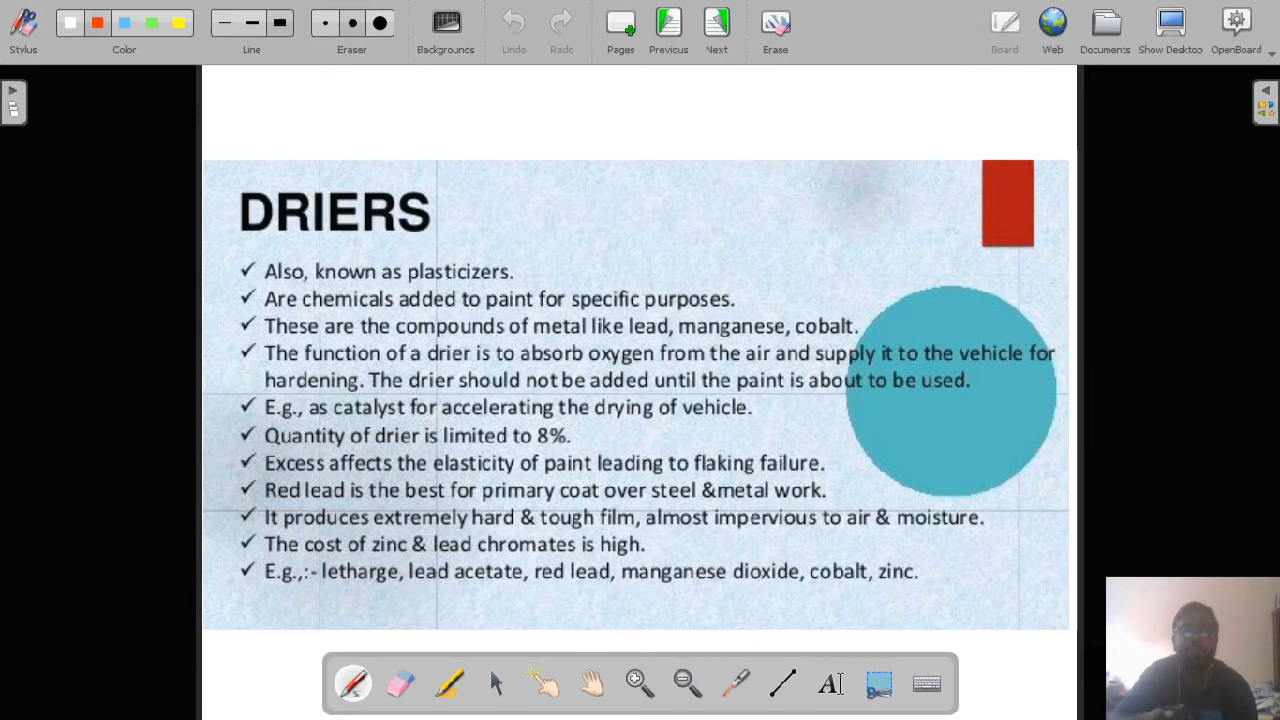 Stylus Color Line Eraser Backgrounds Undo Redo Pages Previous Next Erase Board Web Documents Show Desktop OpenBoard
DRIERS
✓ Also, known as plasticizers.
✓ Are chemicals added to paint for specific purposes.
✓ These are the compounds of metal like lead, manganese, cobalt.
✓ The function of a drier is to absorb oxygen from the air and supply it to the vehicle for
hardening. The drier should not be added until the paint is about to be used.
✓ E.g., as catalyst for accelerating the drying of vehicle.
✓ Quantity of drier is limited to 8%.
✓ Excess affects the elasticity of paint leading to flaking failure.
✓ Red lead is the best for primary coat over steel &metal work.
✓ It produces extremely hard & tough film, almost impervious to air & moisture.
✓ The cost of zinc & lead chromates is high.
✓ E.g.,:- letharge, lead acetate, red lead, manganese dioxide, cobalt, zinc.